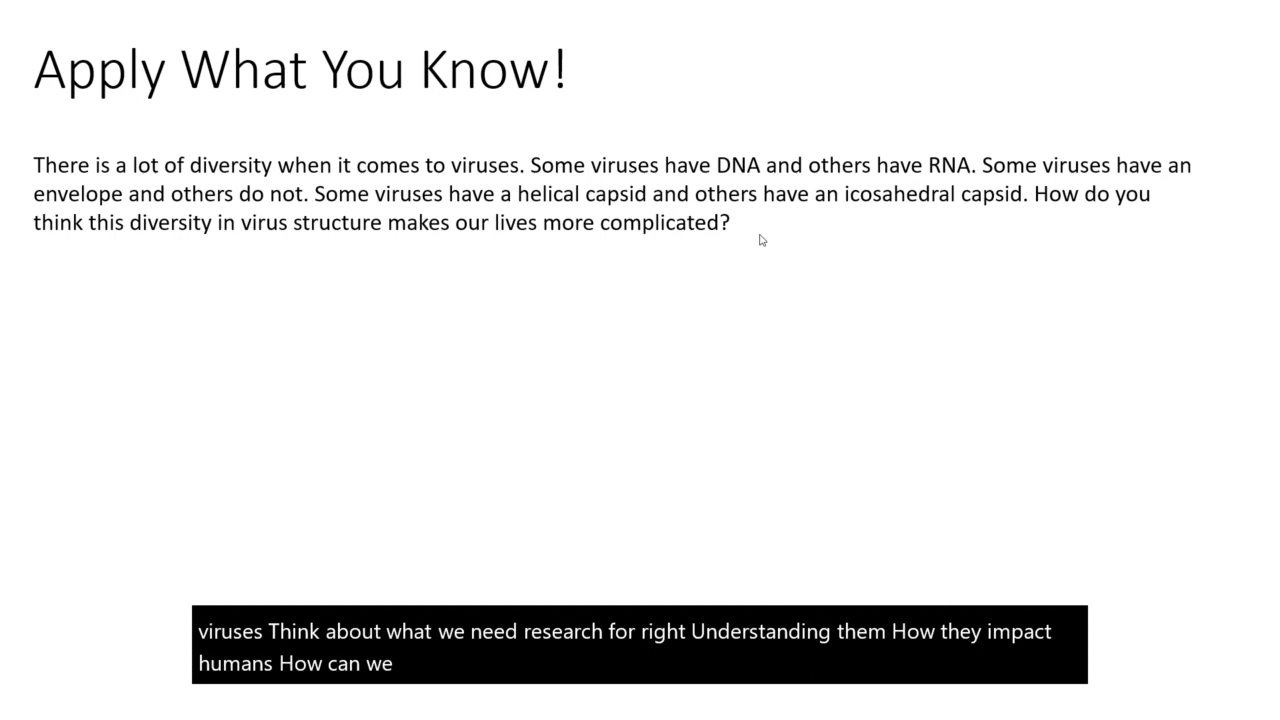 Apply What You Know!
There is a lot of diversity when it comes to viruses. Some viruses have DNA and others have RNA. Some viruses have an
envelope and others do not. Some viruses have a helical capsid and others have an icosahedral capsid. How do you
think this diversity in virus structure makes our lives more complicated?
viruses Think about what we need research for right Understanding them How they impact
humans How can we